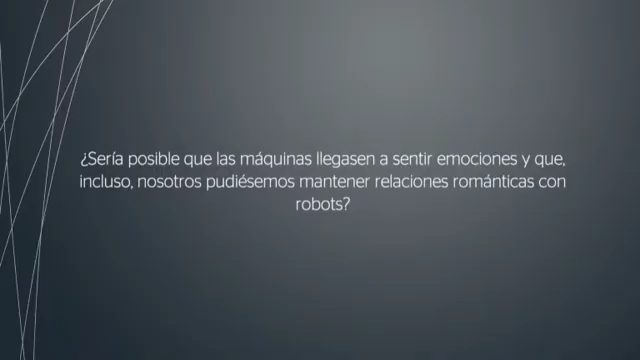 ¿Sería posible que las máquinas llegasen a sentir emociones y que,
incluso, nosotros pudiésemos mantener relaciones románticas con
robots?